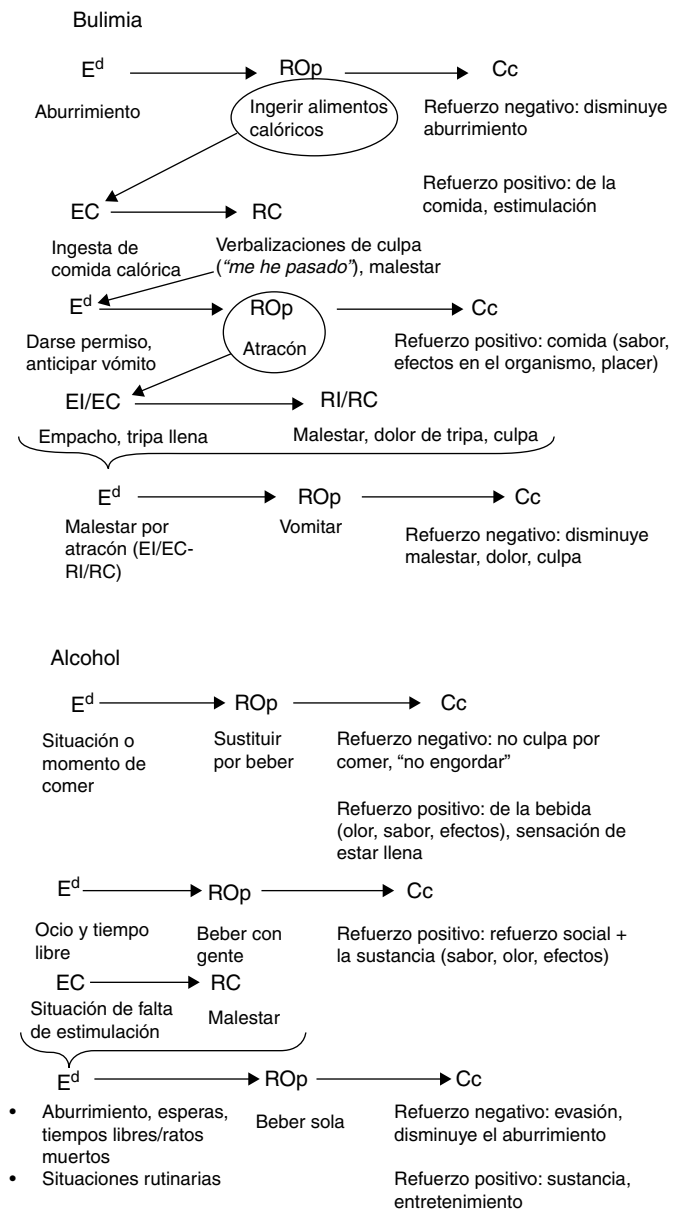 Bulimia
Eᵈ ROp Cc
Aburrimiento
Ingerir alimentos
calóricos
Refuerzo negativo: disminuye
aburrimiento
Refuerzo positivo: de la
comida, estimulación
EC RC
Ingesta de
comida calórica
Verbalizaciones de culpa
("me he pasado"), malestar
Eᵈ ROp Cc
Darse permiso,
anticipar vómito
Atracón
Refuerzo positivo: comida (sabor,
efectos en el organismo, placer)
EI/EC RI/RC
Empacho, tripa llena
Malestar, dolor de tripa, culpa
Eᵈ ROp Cc
Malestar por
atracón (EI/EC-
RI/RC)
Vomitar
Refuerzo negativo: disminuye
malestar, dolor, culpa
Alcohol
Eᵈ ROp Cc
Situación o
momento de
comer
Sustituir
por beber
Refuerzo negativo: no culpa por
comer, “no engordar”
Refuerzo positivo: de la bebida
(olor, sabor, efectos), sensación de
estar llena
Eᵈ ROp Cc
Ocio y tiempo
libre
Beber con
gente
Refuerzo positivo: refuerzo social +
la sustancia (sabor, olor, efectos)
EC RC
Situación de falta
de estimulación
Malestar
Eᵈ ROp Cc
• Aburrimiento, esperas,
tiempos libres/ratos
muertos
• Situaciones rutinarias
Beber sola
Refuerzo negativo: evasión,
disminuye el aburrimiento
Refuerzo positivo: sustancia,
entretenimiento